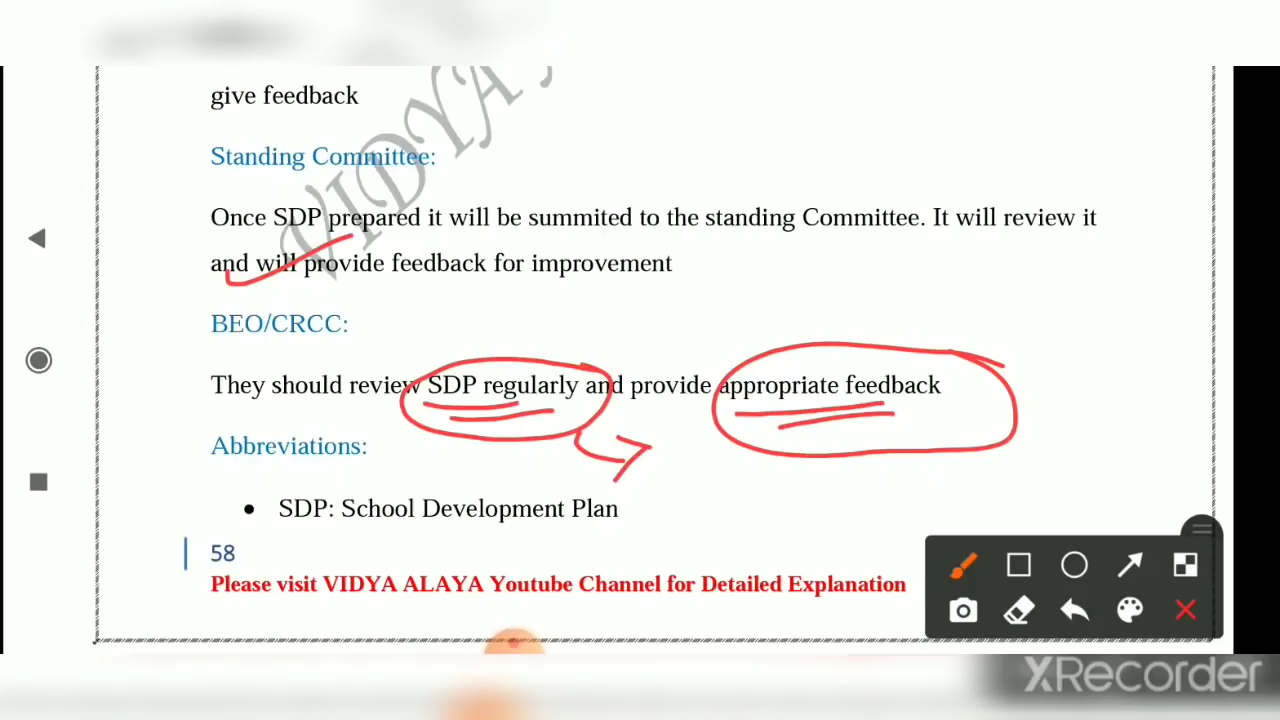 give feedback
Standing Committee:
Once SDP prepared it will be summited to the standing Committee. It will review it
and will provide feedback for improvement
BEO/CRCC:
They should review SDP regularly and provide appropriate feedback
Abbreviations:
• SDP: School Development Plan
58
Please visit VIDYA ALAYA Youtube Channel for Detailed Explanation
VIDYA
XRecorder